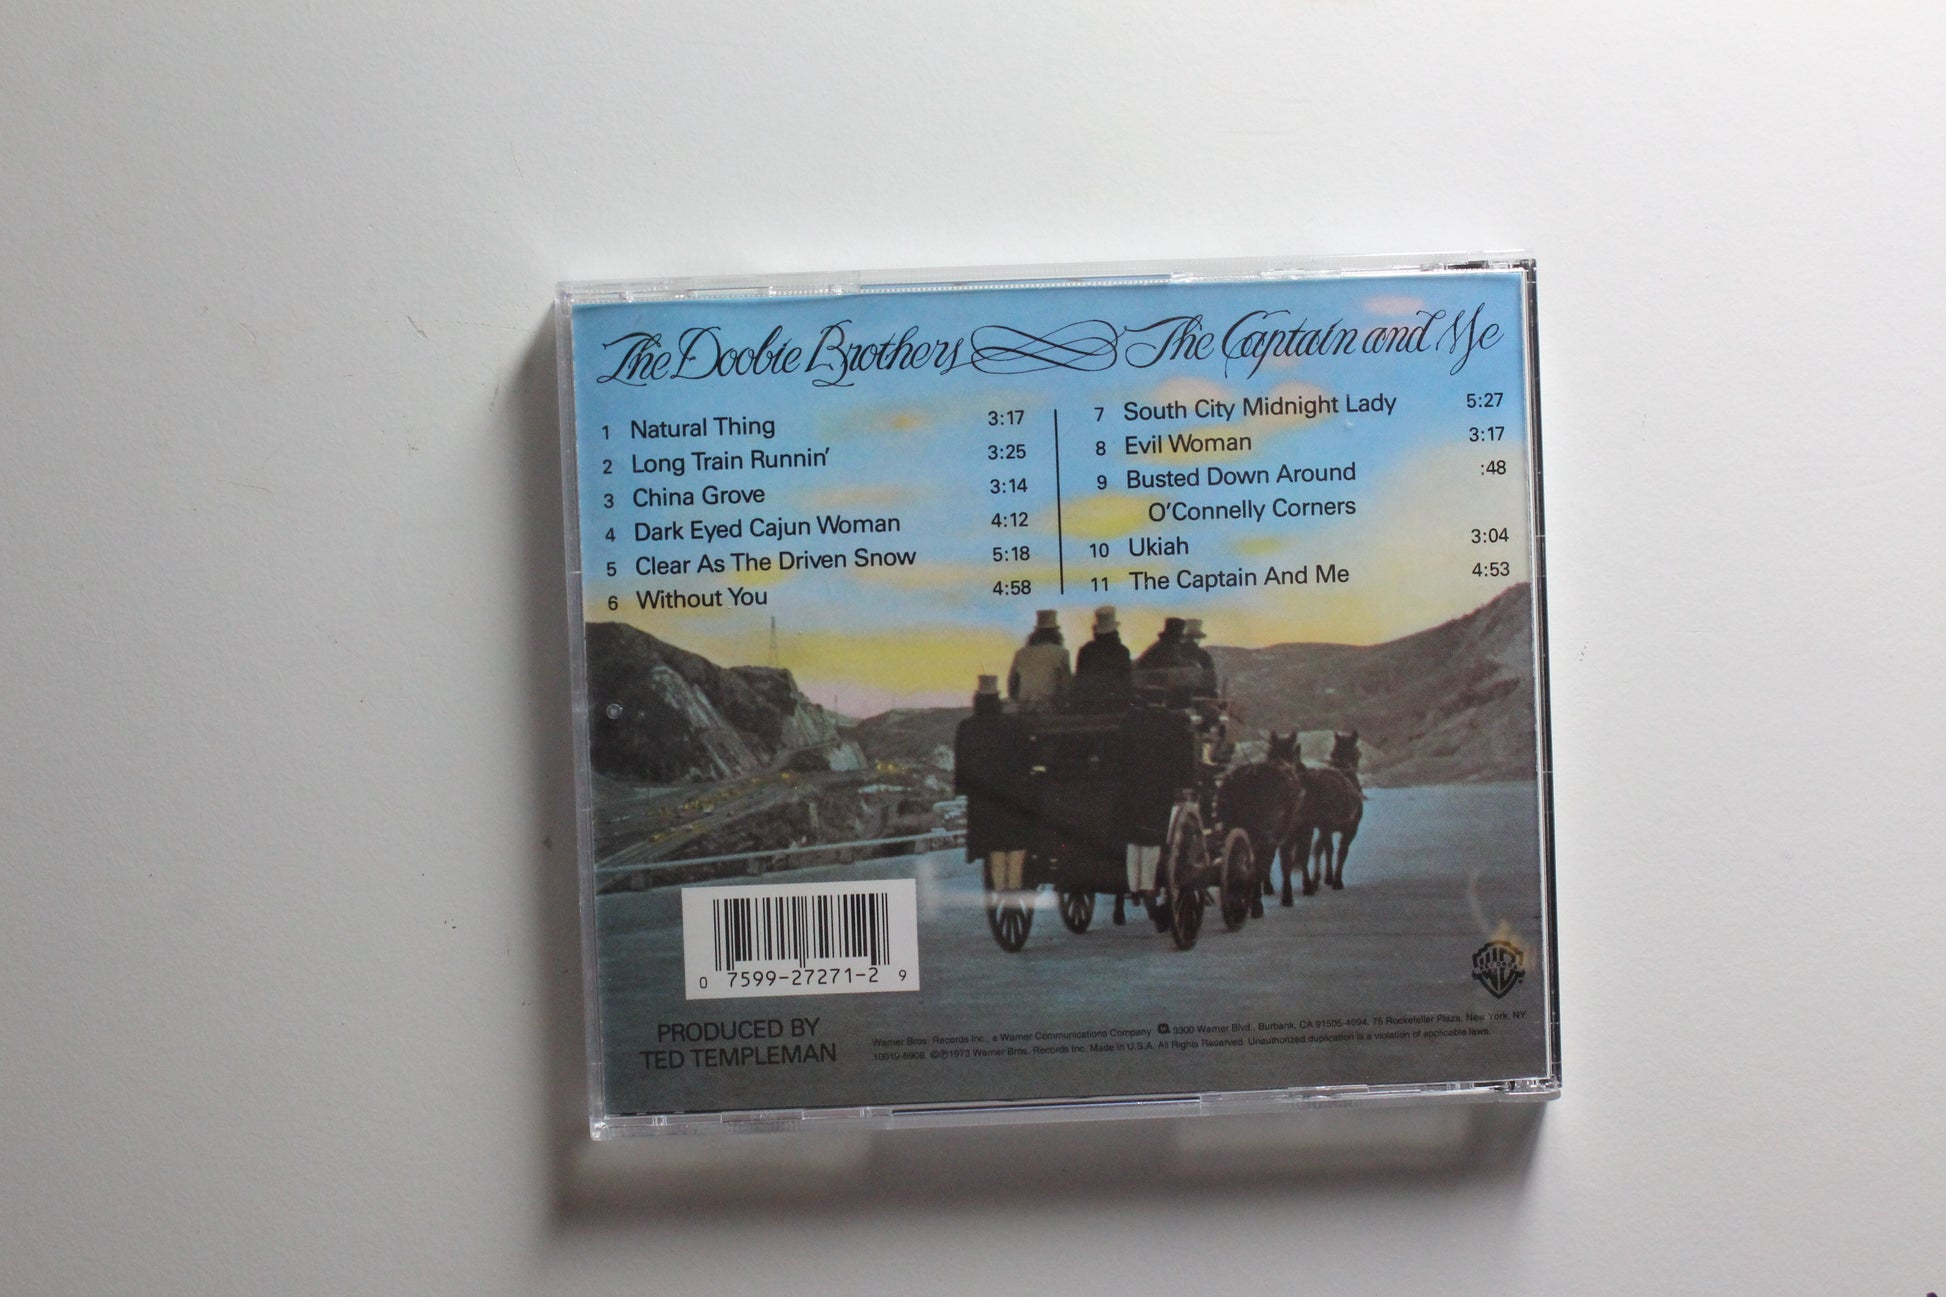 The Doobie Brothers The Captain and Me
1 Natural Thing 3:17
2 Long Train Runnin' 3:25
3 China Grove 3:14
4 Dark Eyed Cajun Woman 4:12
5 Clear As The Driven Snow 5:18
6 Without You 4:58
7 South City Midnight Lady 5:27
8 Evil Woman 3:17
9 Busted Down Around :48
O'Connelly Corners
10 Ukiah 3:04
11 The Captain And Me 4:53
0 7599-27271-2 9
PRODUCED BY
TED TEMPLEMAN
Warner Bros. Records Inc., a Warner Communications Company 3300 Warner Blvd., Burbank, CA 91505-4694. 75 Rockefeller Plaza, New York, NY
©℗1973 Warner Bros. Records Inc. Made in U.S.A. All Rights Reserved. Unauthorized duplication is a violation of applicable laws.
WB
RECORDS